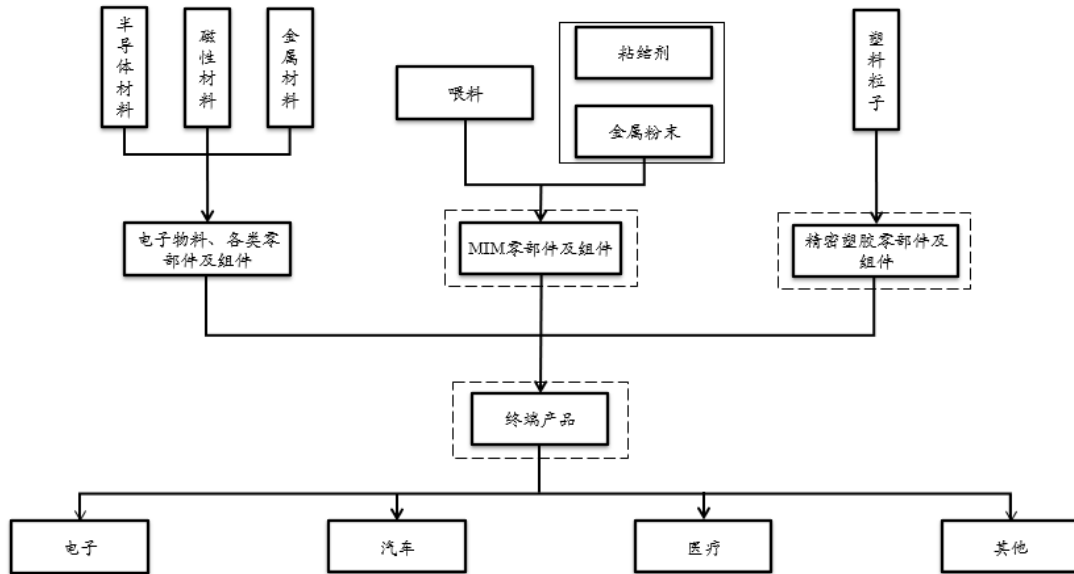 半导体材料
磁性材料
金属材料
喂料
粘结剂
金属粉末
塑料粒子
电子物料、各类零
部件及组件
MIM零部件及组件
精密塑胶零部件及
组件
终端产品
电子
汽车
医疗
其他